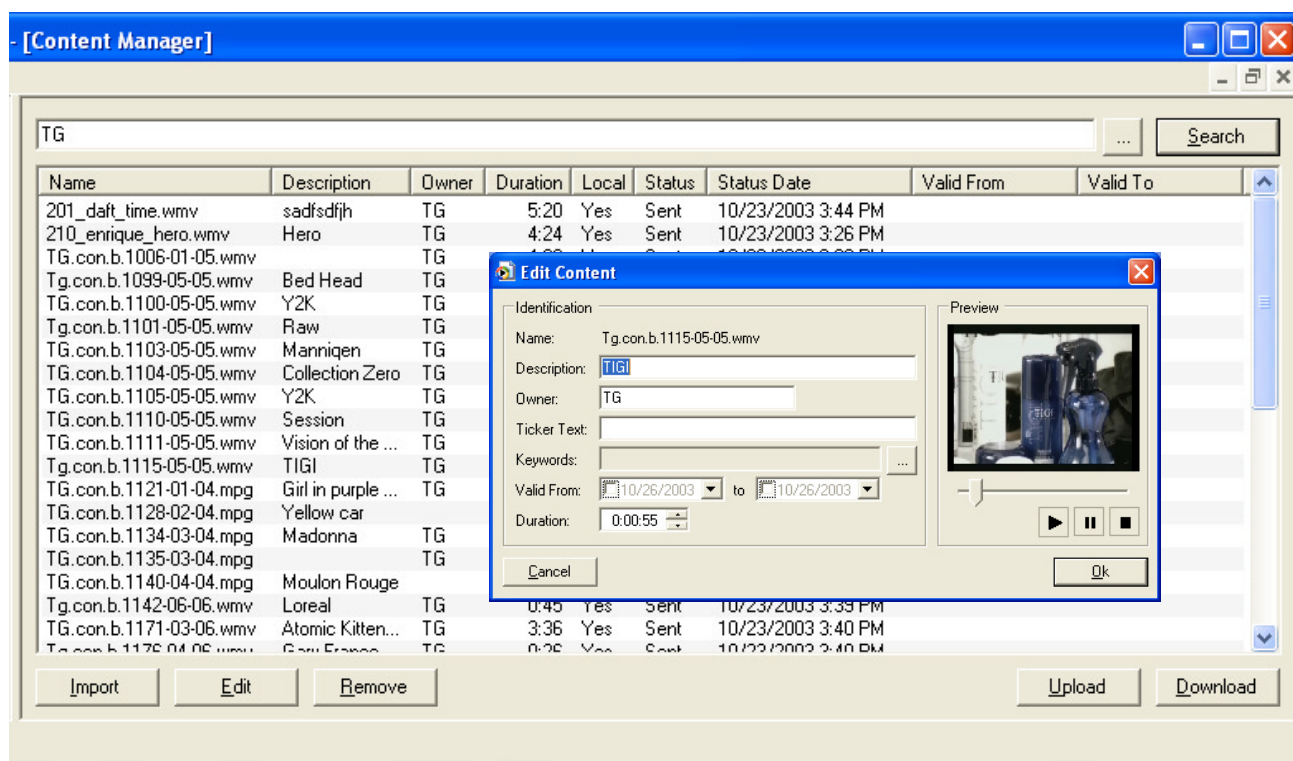 - [Content Manager]
TG ... Search
Name Description Owner Duration Local Status Status Date Valid From Valid To
201_daft_time.wmv sadfsdfjh TG 5:20 Yes Sent 10/23/2003 3:44 PM
210_enrique_hero.wmv Hero TG 4:24 Yes Sent 10/23/2003 3:26 PM
TG.con.b.1006-01-05.wmv TG
Tg.con.b.1099-05-05.wmv Bed Head TG
TG.con.b.1100-05-05.wmv Y2K TG
Tg.con.b.1101-05-05.wmv Raw TG
TG.con.b.1103-05-05.wmv Mannigen TG
TG.con.b.1104-05-05.wmv Collection Zero TG
TG.con.b.1105-05-05.wmv Y2K TG
TG.con.b.1110-05-05.wmv Session TG
TG.con.b.1111-05-05.wmv Vision of the ... TG
Tg.con.b.1115-05-05.wmv TIGI TG
TG.con.b.1121-01-04.mpg Girl in purple ... TG
TG.con.b.1128-02-04.mpg Yellow car
TG.con.b.1134-03-04.mpg Madonna TG
TG.con.b.1135-03-04.mpg TG
TG.con.b.1140-04-04.mpg Moulon Rouge
Tg.con.b.1142-06-06.wmv Loreal TG 0:45 Yes Sent 10/23/2003 3:39 PM
TG.con.b.1171-03-06.wmv Atomic Kitten... TG 3:36 Yes Sent 10/23/2003 3:40 PM
Edit Content
Identification
Name: Tg.con.b.1115-05-05.wmv
Description: TIGI
Owner: TG
Ticker Text:
Keywords: ...
Valid From: 10/26/2003 to 10/26/2003
Duration: 0:00:55
Cancel
Preview
TIGI
Ok
Import Edit Remove Upload Download